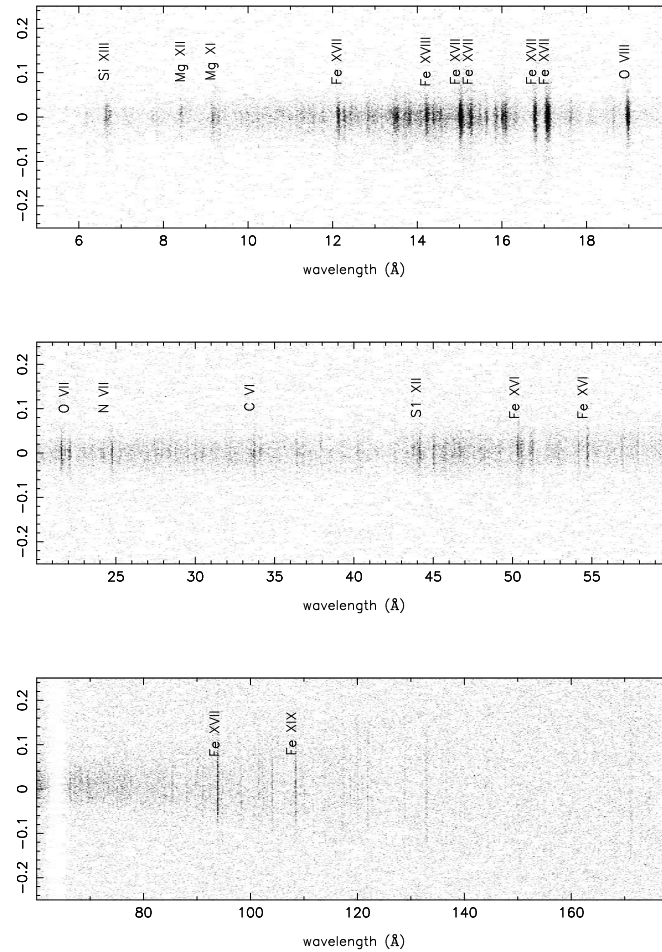 Si XIII
Mg XII
Mg XI
Fe XVII
Fe XVIII
Fe XVII
Fe XVII
Fe XVII
Fe XVII
O VIII
0.2
0.1
0
−0.1
−0.2
6 8 10 12 14 16 18
wavelength (Å)
O VII
N VII
C VI
S1 XII
Fe XVI
Fe XVI
0.2
0.1
0
−0.1
−0.2
25 30 35 40 45 50 55
wavelength (Å)
Fe XVII
Fe XIX
0.2
0.1
0
−0.1
−0.2
80 100 120 140 160
wavelength (Å)